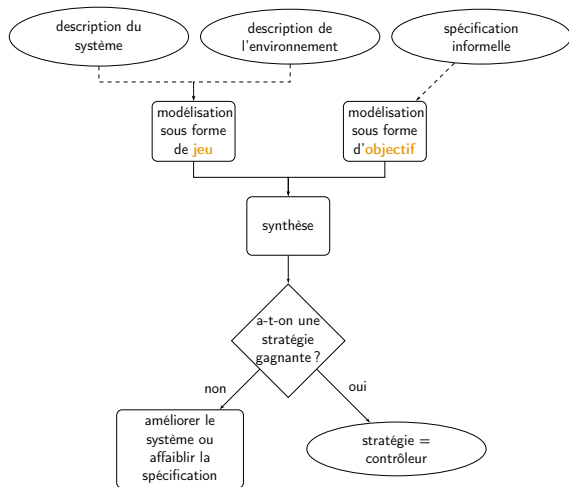 description du
système
description de
l'environnement
spécification
informelle
modélisation
sous forme
de jeu
modélisation
sous forme
d'objectif
synthèse
a-t-on une
stratégie
gagnante ?
non
oui
améliorer le
système ou
affaiblir la
spécification
stratégie =
contrôleur